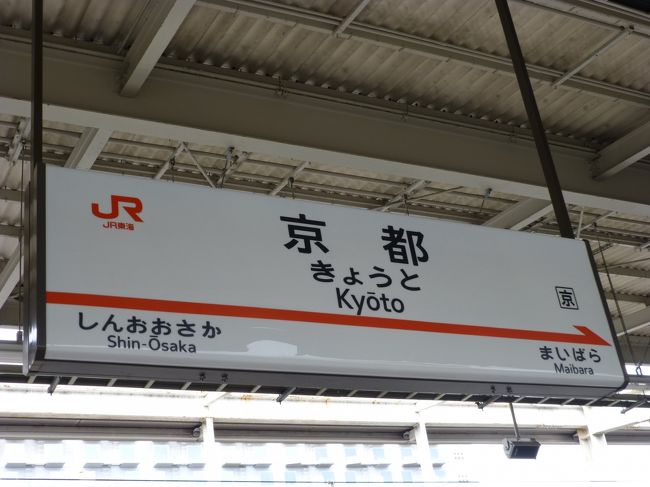 JR
JR東海
京都
きょうと
Kyōto
京
しんおおさか
Shin-Ōsaka
まいばら
Maibara